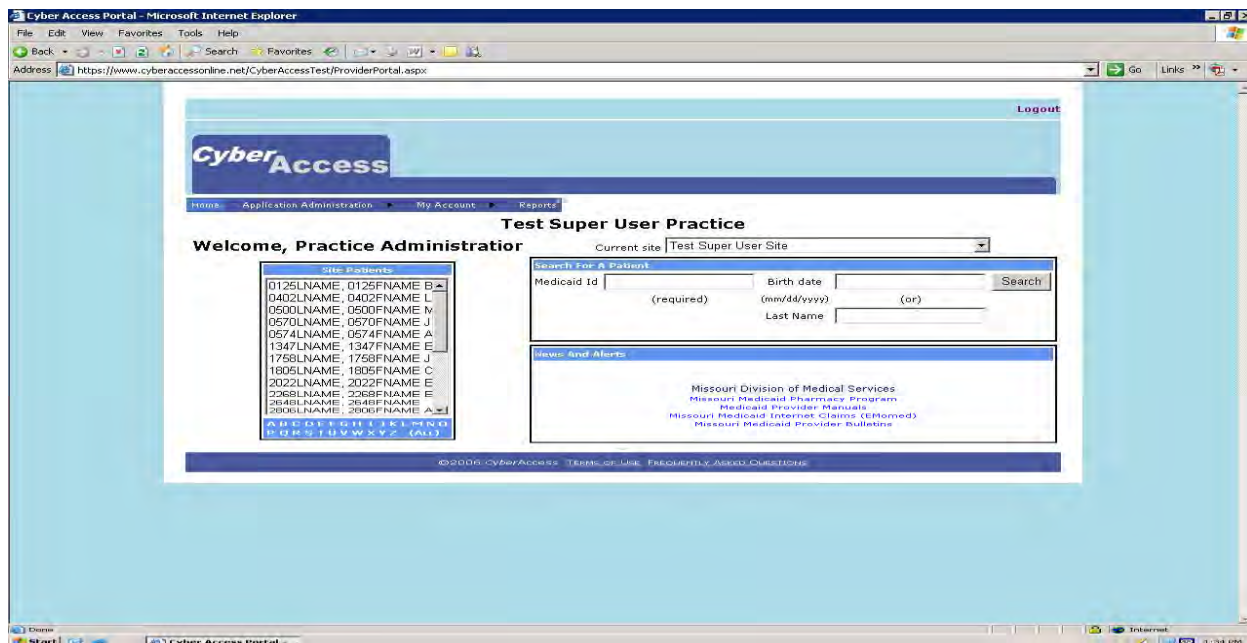 Cyber Access Portal - Microsoft Internet Explorer
File Edit View Favorites Tools Help
Back Search Favorites
Address https://www.cyberaccessonline.net/CyberAccessTest/ProviderPortal.aspx Go Links »
Logout
CyberAccess
Home Application Administration My Account Reports
Test Super User Practice
Welcome, Practice Administratior
Current site Test Super User Site
Site Patients
0125LNAME, 0125FNAME B
0402LNAME, 0402FNAME L
0500LNAME, 0500FNAME M
0570LNAME, 0570FNAME J
0574LNAME, 0574FNAME A
1347LNAME, 1347FNAME E
1758LNAME, 1758FNAME J
1805LNAME, 1805FNAME C
2022LNAME, 2022FNAME E
2268LNAME, 2268FNAME E
2648LNAME, 2648FNAME
2806LNAME, 2806FNAME A
A B C D E F G H I J K L M N O
P Q R S T U V W X Y Z (ALL)
Search For A Patient
Medicaid Id Birth date Search
(required) (mm/dd/yyyy) (or)
Last Name
News And Alerts
Missouri Division of Medical Services
Missouri Medicaid Pharmacy Program
Medicaid Provider Manuals
Missouri Medicaid Internet Claims (EMomed)
Missouri Medicaid Provider Bulletins
©2006 CyberAccess TERMS OF USE FREQUENTLY ASKED QUESTIONS
Done Internet
Start Cyber Access Portal -